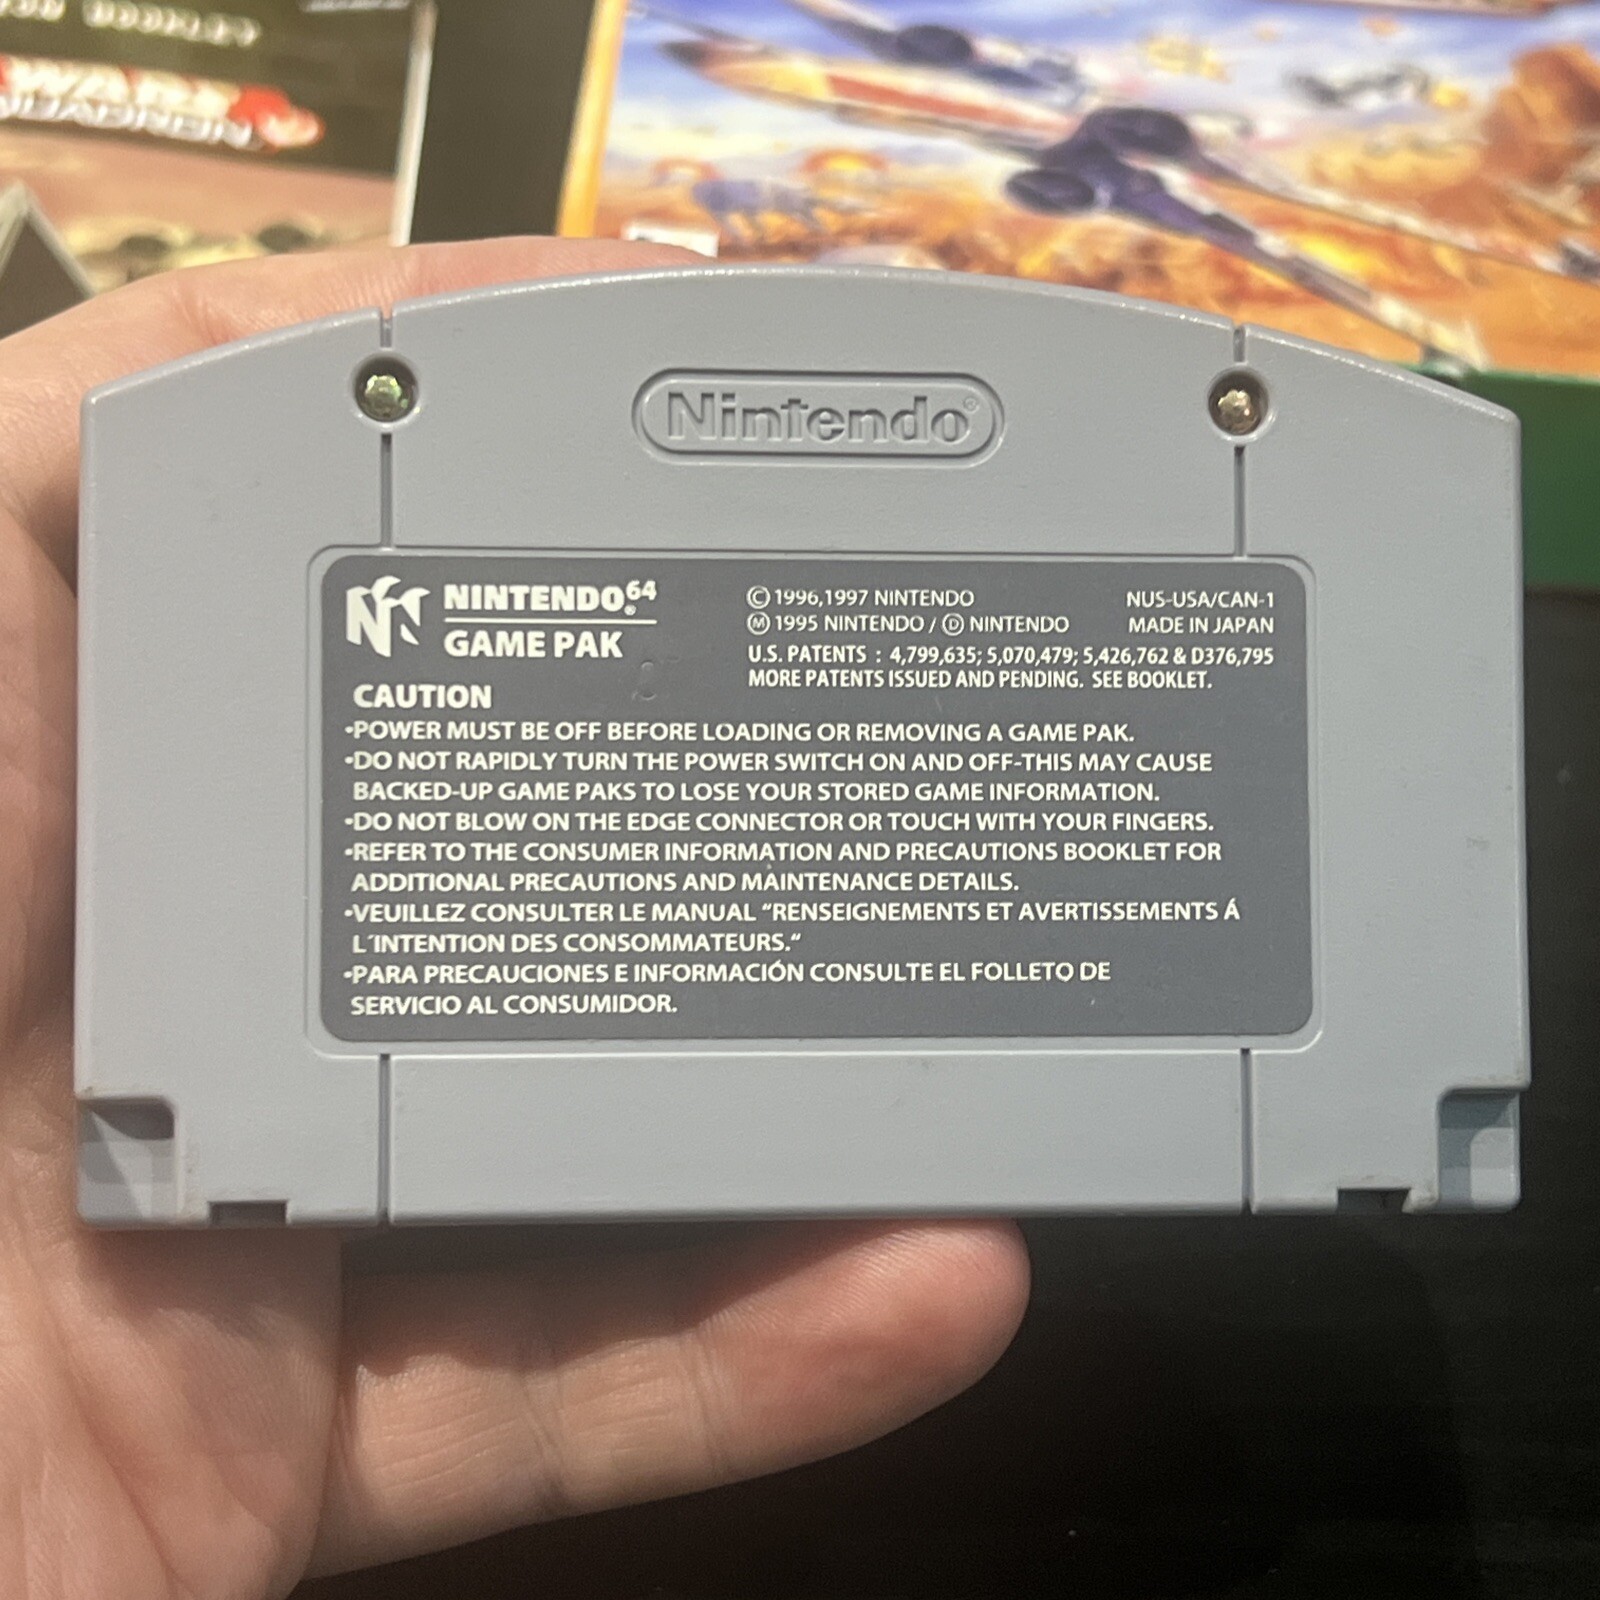 BOOKLET
WARS
Nintendo®
NINTENDO64®
GAME PAK
©1996,1997 NINTENDO
Ⓜ1995 NINTENDO / Ⓓ NINTENDO
NUS-USA/CAN-1
MADE IN JAPAN
U.S. PATENTS : 4,799,635; 5,070,479; 5,426,762 & D376,795
MORE PATENTS ISSUED AND PENDING. SEE BOOKLET.
CAUTION
•POWER MUST BE OFF BEFORE LOADING OR REMOVING A GAME PAK.
•DO NOT RAPIDLY TURN THE POWER SWITCH ON AND OFF-THIS MAY CAUSE
BACKED-UP GAME PAKS TO LOSE YOUR STORED GAME INFORMATION.
•DO NOT BLOW ON THE EDGE CONNECTOR OR TOUCH WITH YOUR FINGERS.
•REFER TO THE CONSUMER INFORMATION AND PRECAUTIONS BOOKLET FOR
ADDITIONAL PRECAUTIONS AND MAINTENANCE DETAILS.
•VEUILLEZ CONSULTER LE MANUAL “RENSEIGNEMENTS ET AVERTISSEMENTS Á
L´INTENTION DES CONSOMMATEURS.“
•PARA PRECAUCIONES E INFORMACIÓN CONSULTE EL FOLLETO DE
SERVICIO AL CONSUMIDOR.